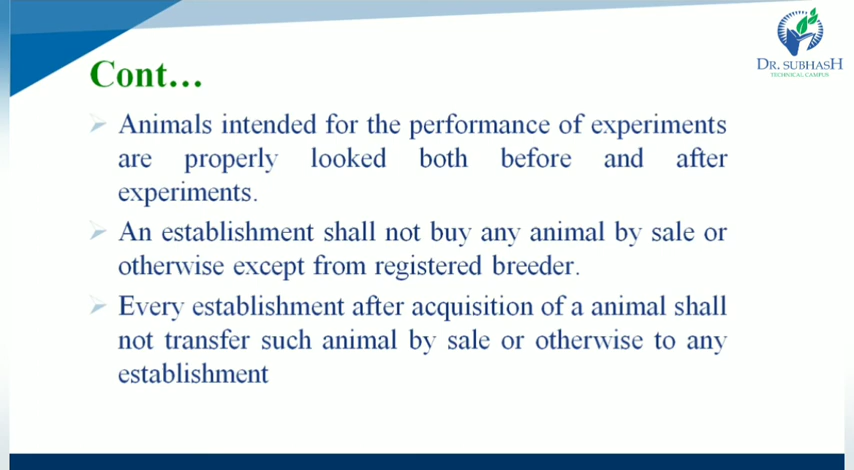 DR. SUBHASH
TECHNICAL CAMPUS
Cont...
Animals intended for the performance of experiments
are properly looked both before and after
experiments.
An establishment shall not buy any animal by sale or
otherwise except from registered breeder.
Every establishment after acquisition of a animal shall
not transfer such animal by sale or otherwise to any
establishment